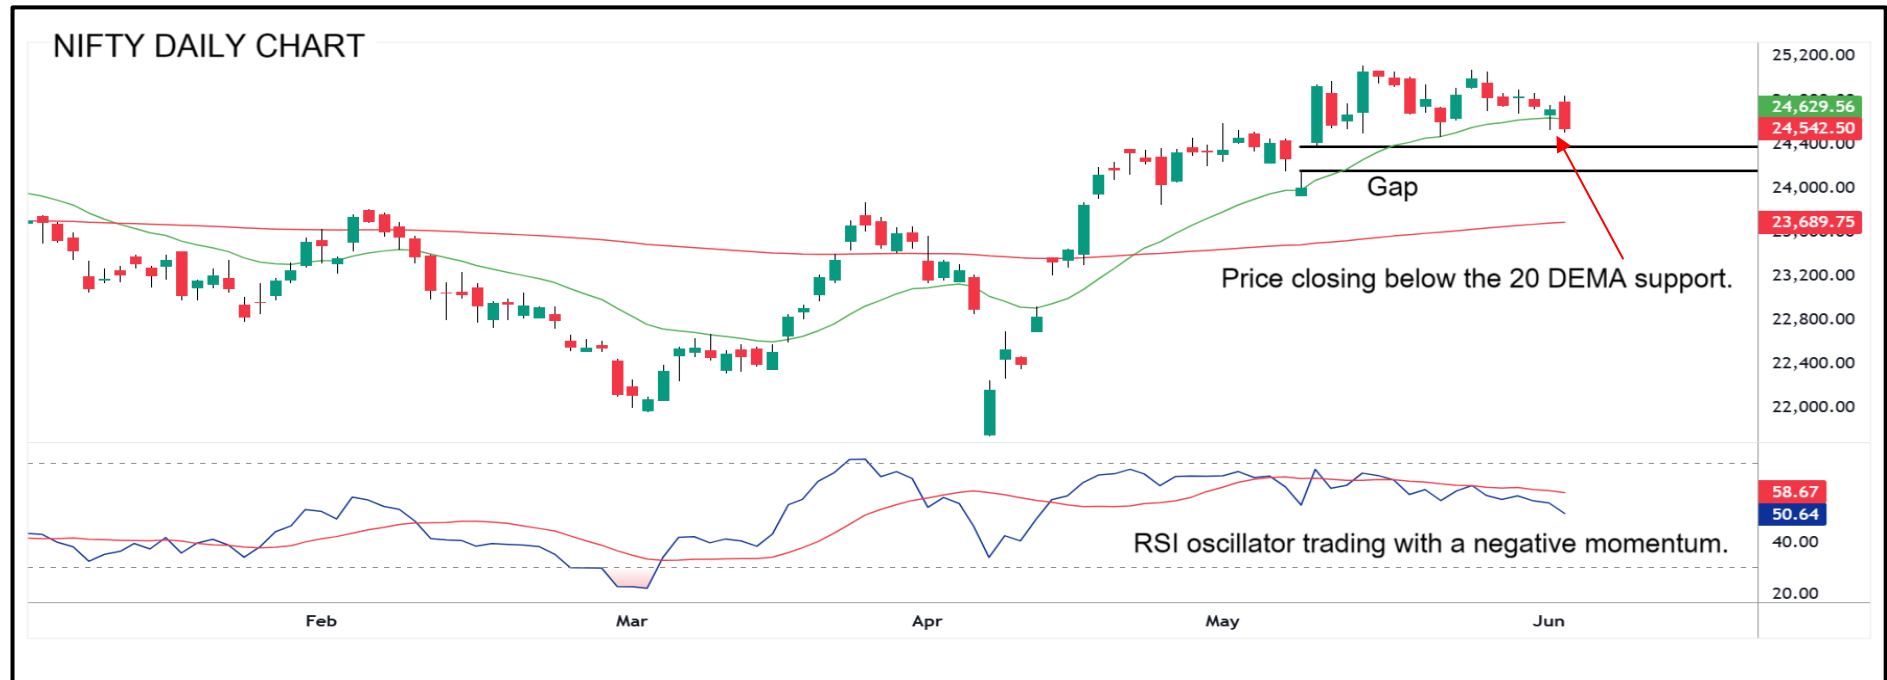 NIFTY DAILY CHART
25,200.00
24,629.56
24,542.50
24,400.00
24,000.00
Gap
23,689.75
Price closing below the 20 DEMA support.
23,200.00
22,800.00
22,400.00
22,000.00
58.67
50.64
RSI oscillator trading with a negative momentum.
40.00
20.00
Feb Mar Apr May Jun